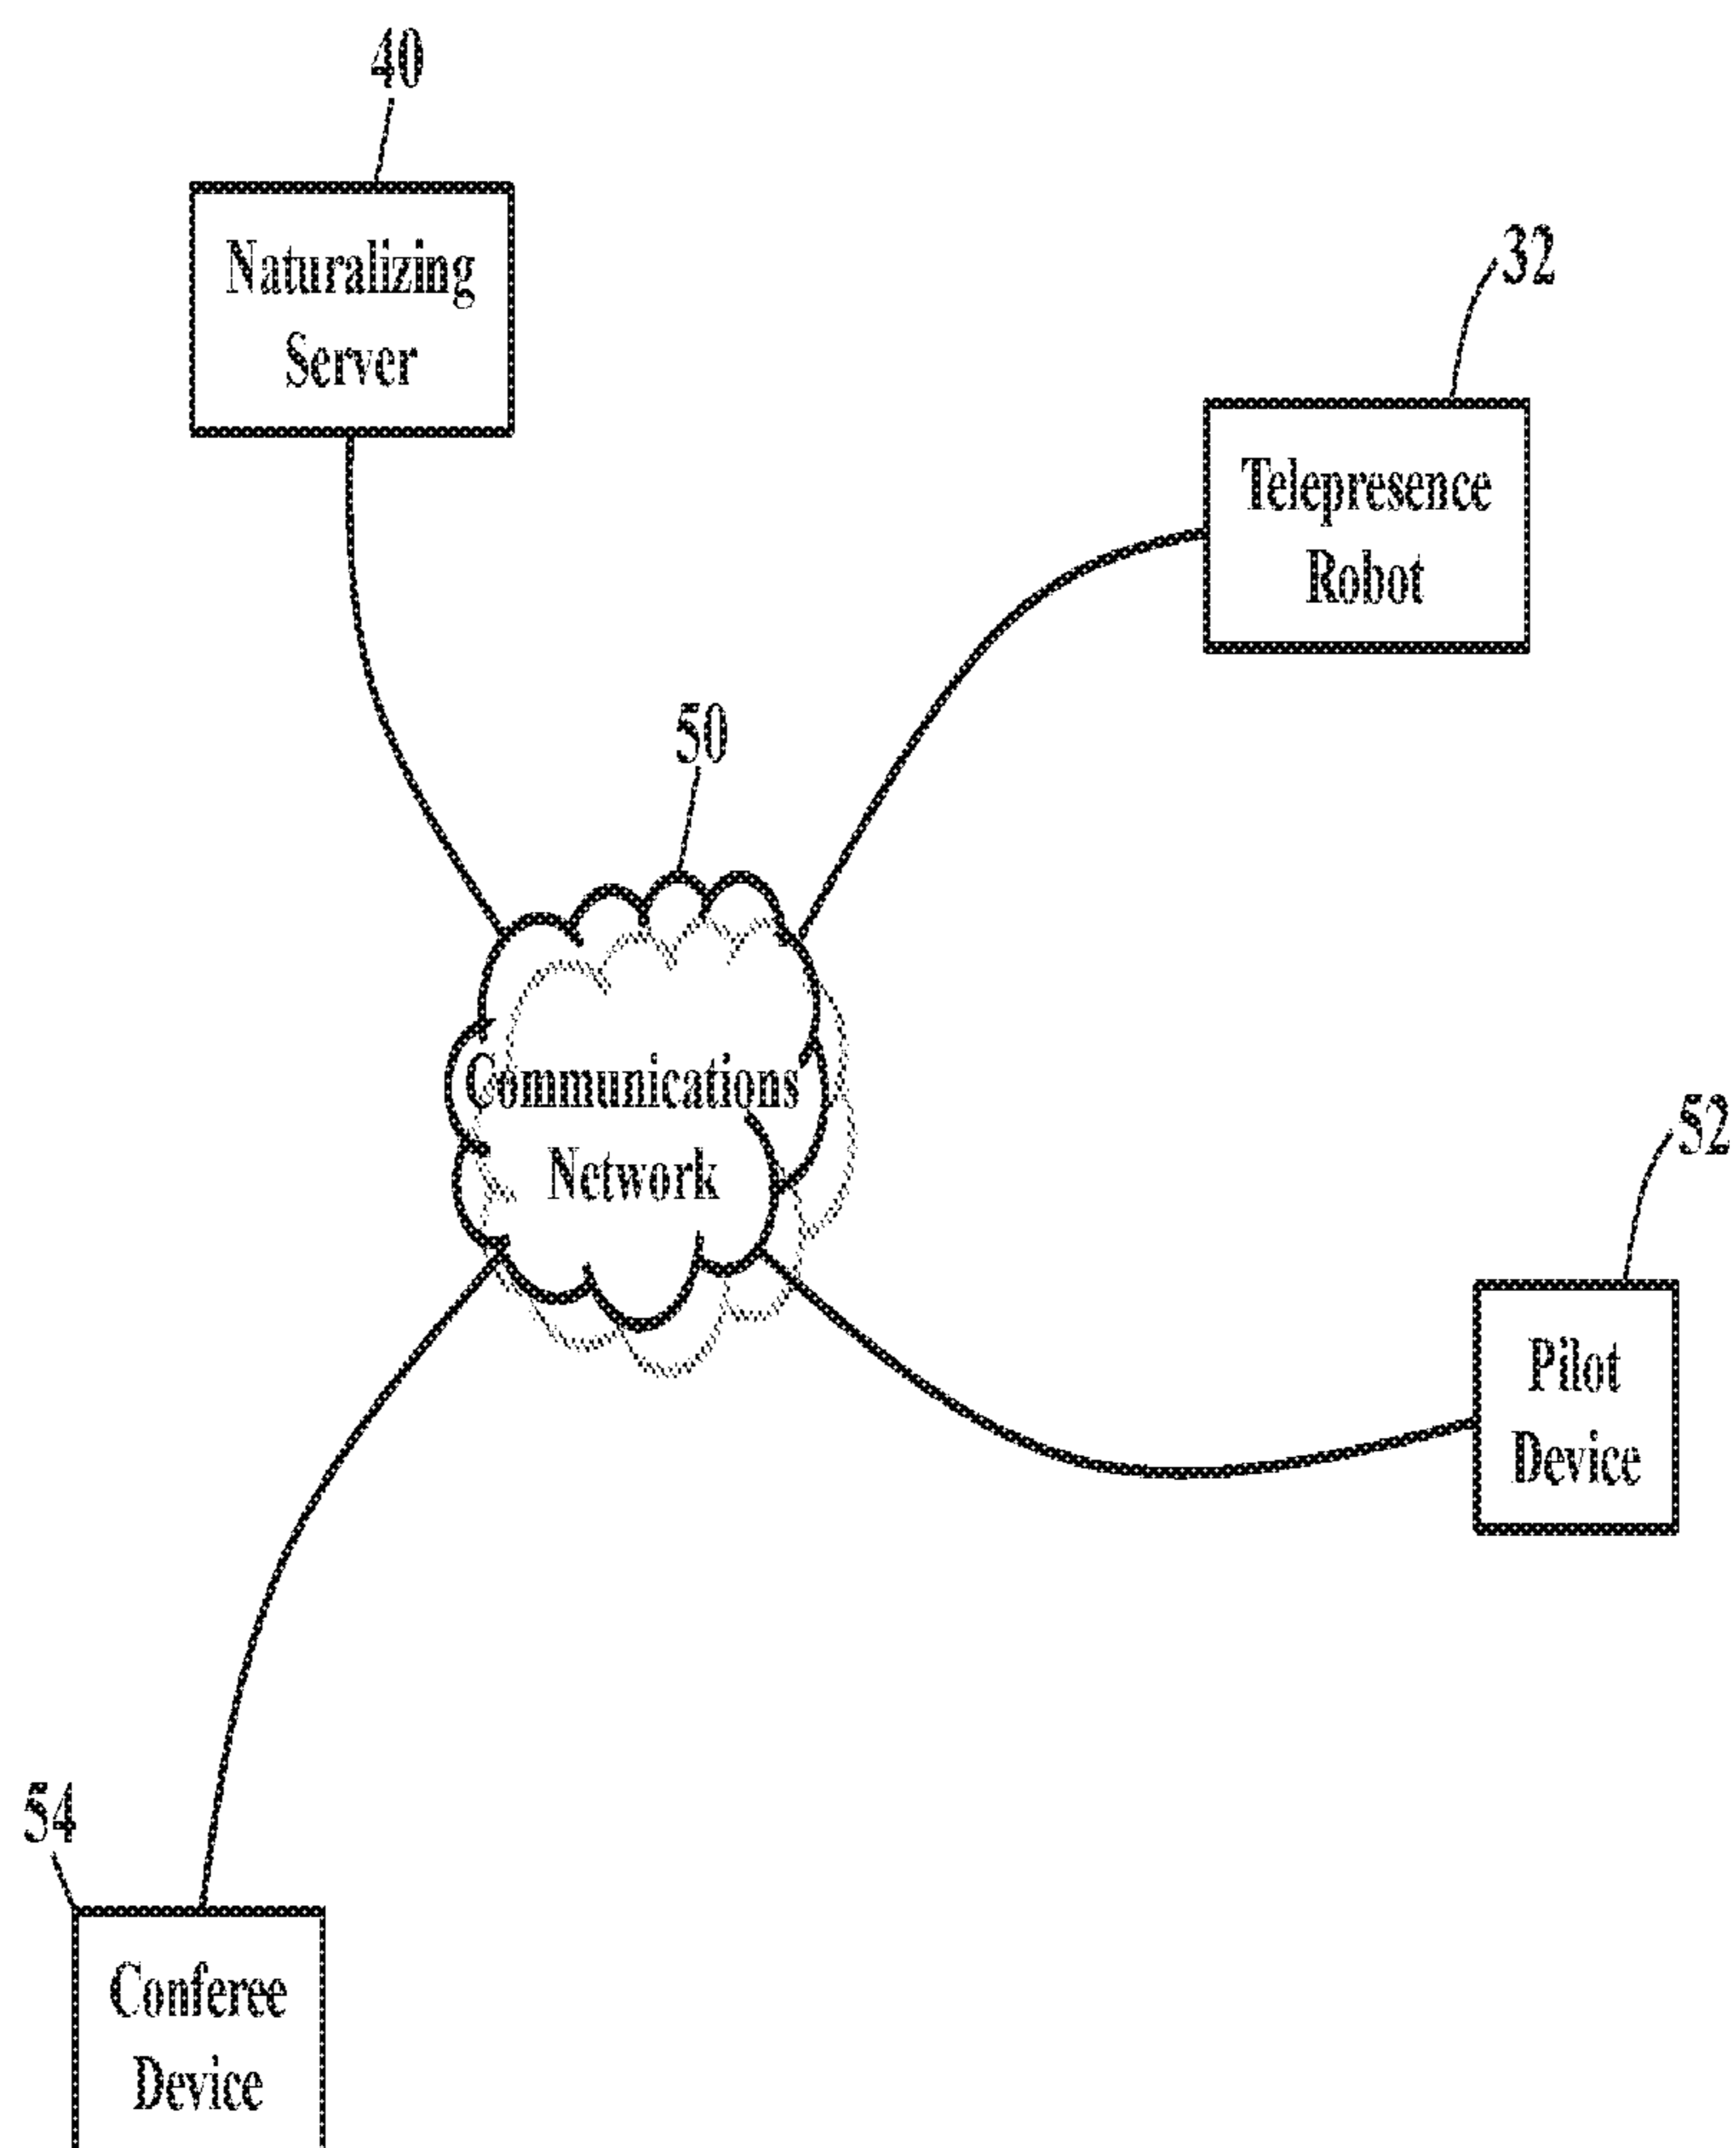 40
Naturalizing
Server
32
Telepresence
Robot
50
Communications
Network
52
Pilot
Device
54
Conferee
Device